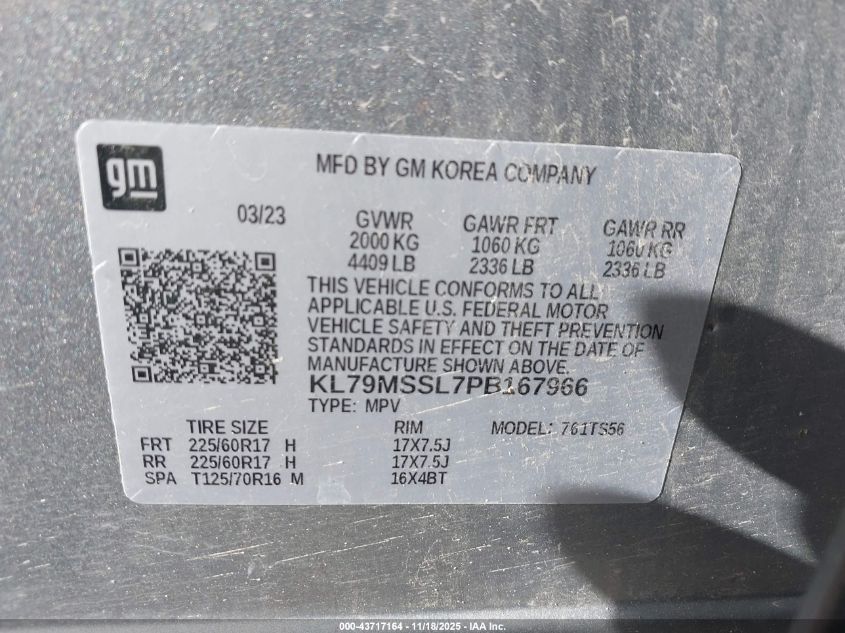 gm
MFD BY GM KOREA COMPANY
03/23
GVWR GAWR FRT GAWR RR
2000 KG 1060 KG 1060 KG
4409 LB 2336 LB 2336 LB
THIS VEHICLE CONFORMS TO ALL
APPLICABLE U.S. FEDERAL MOTOR
VEHICLE SAFETY AND THEFT PREVENTION
STANDARDS IN EFFECT ON THE DATE OF
MANUFACTURE SHOWN ABOVE.
KL79MSSL7PB167966
TYPE: MPV
TIRE SIZE RIM MODEL: 761TS56
FRT 225/60R17 H 17X7.5J
RR 225/60R17 H 17X7.5J
SPA T125/70R16 M 16X4BT
000-43717164 - 11/18/2025 - IAA Inc.